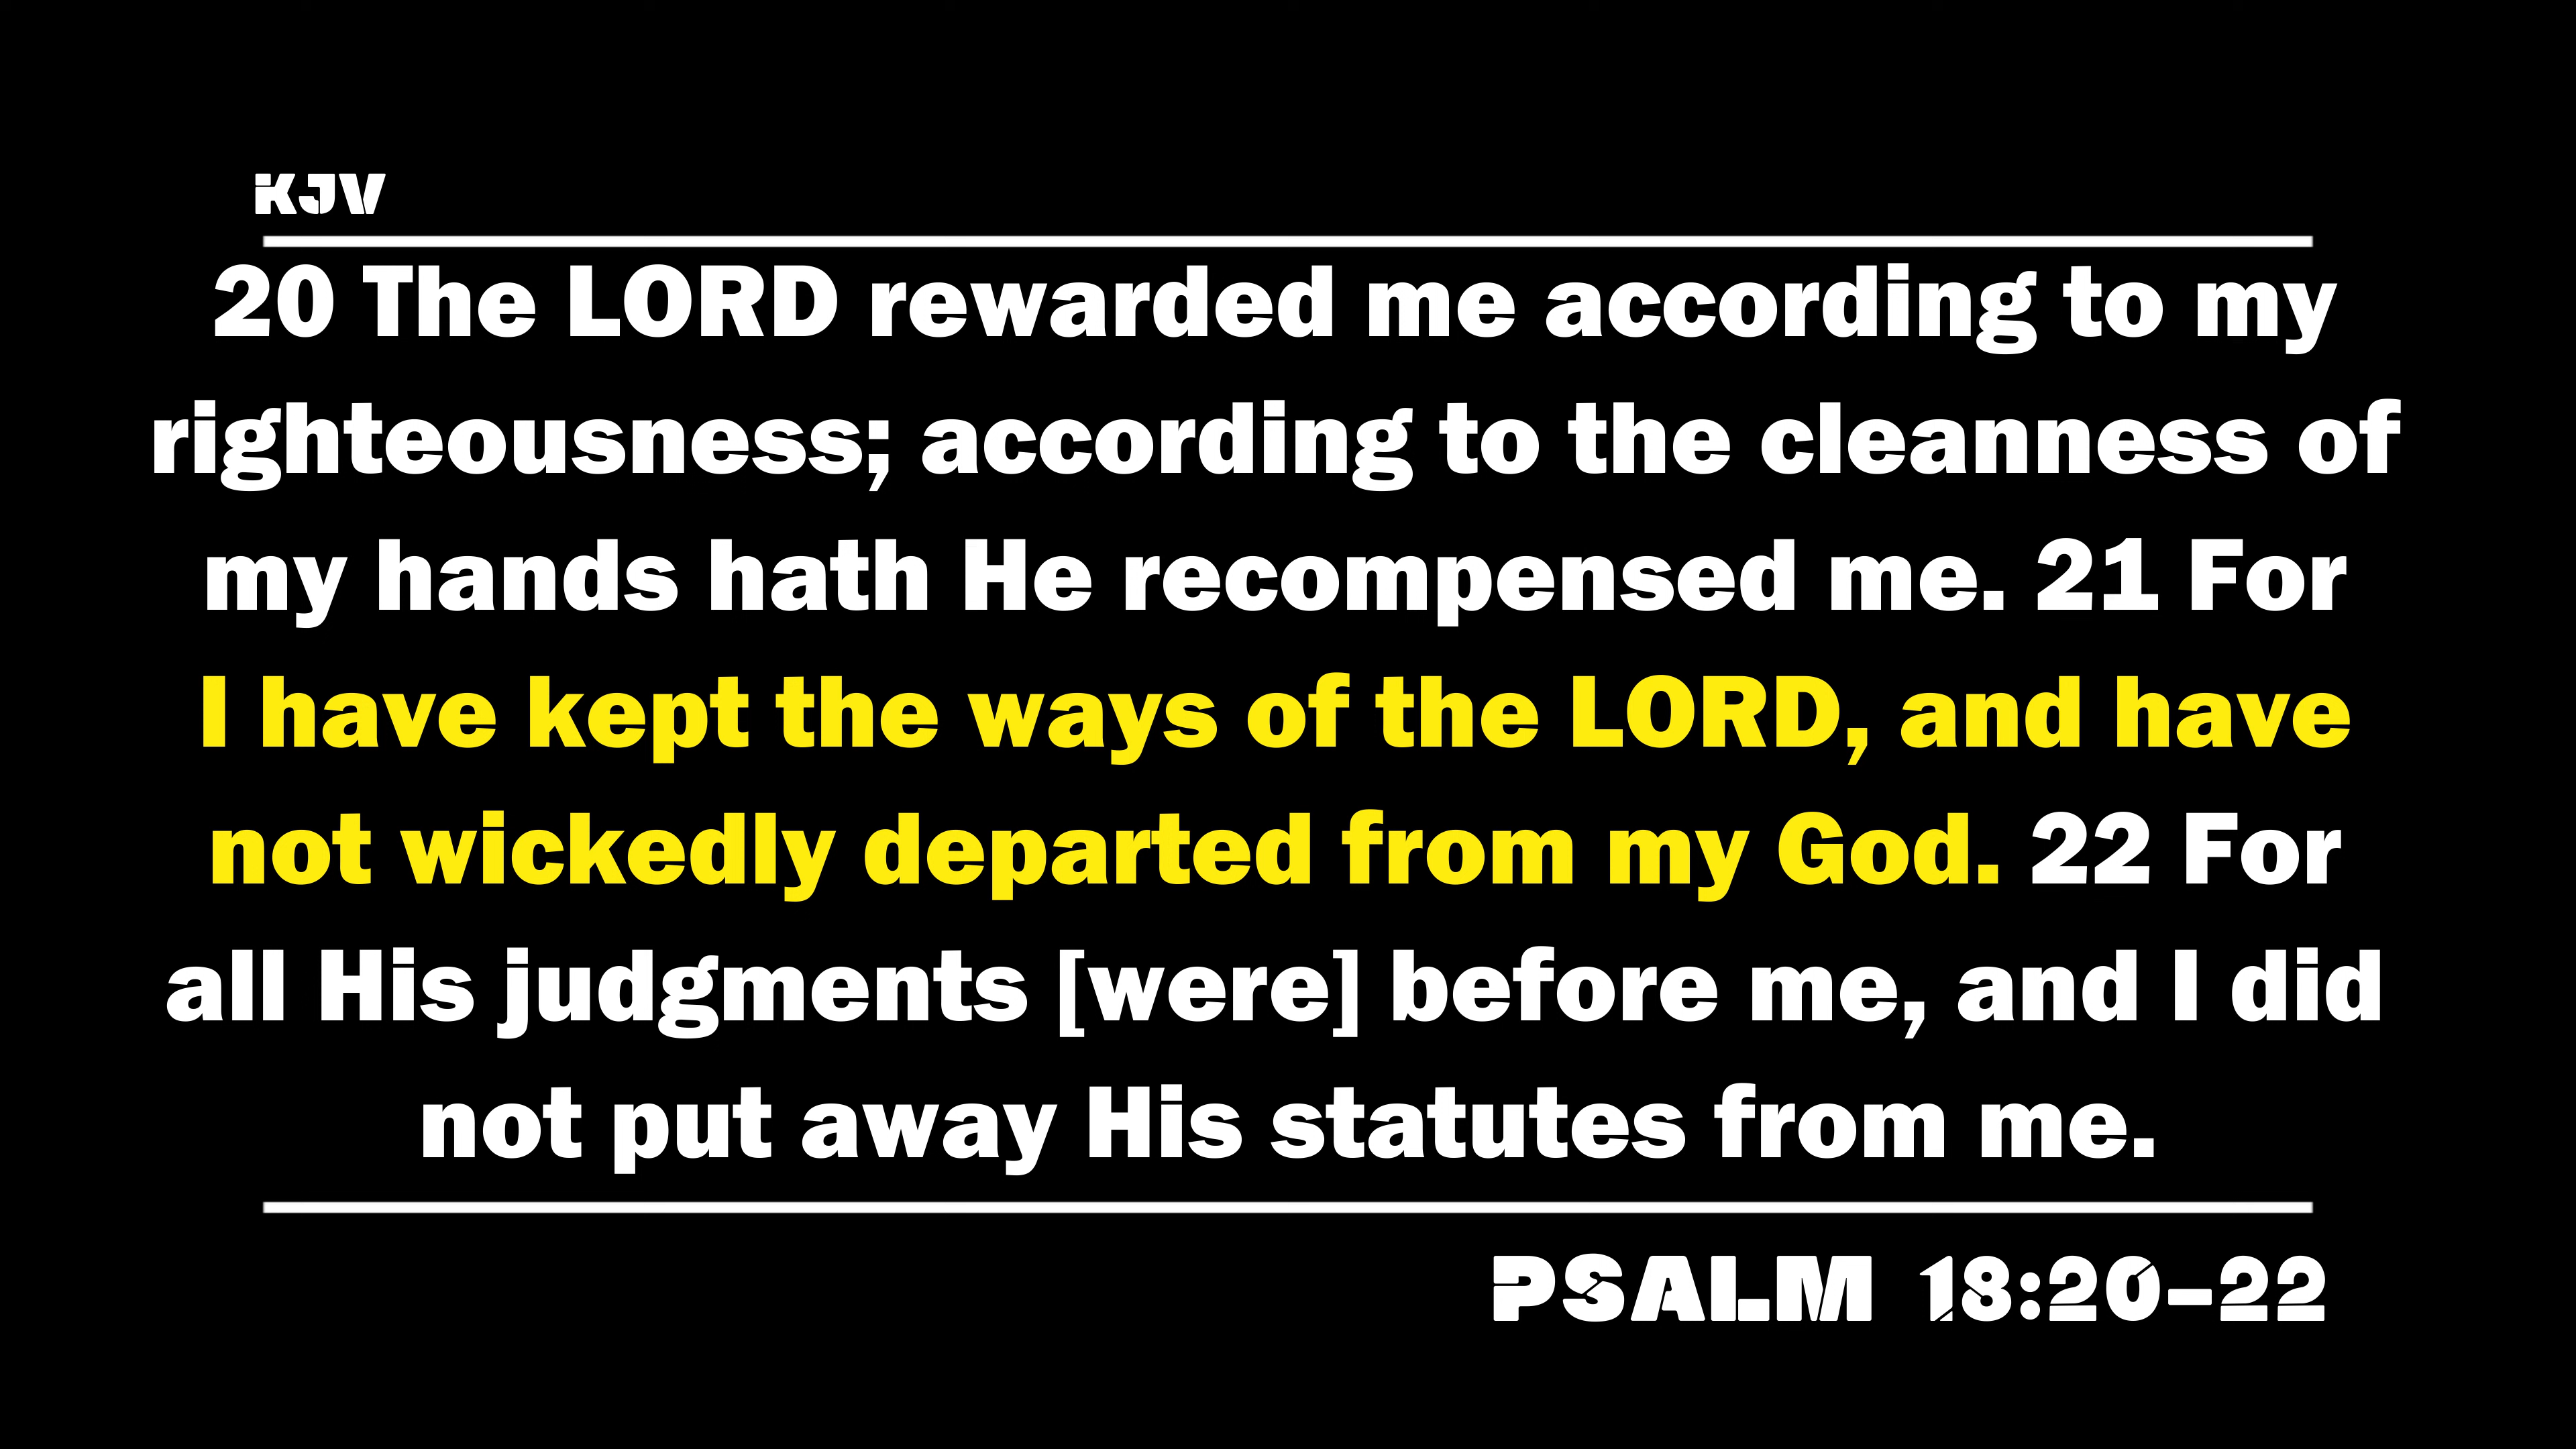 KJV
20 The LORD rewarded me according to my
righteousness; according to the cleanness of
my hands hath He recompensed me. 21 For
I have kept the ways of the LORD, and have
not wickedly departed from my God. 22 For
all His judgments [were] before me, and I did
not put away His statutes from me.
PSALM 18:20–22